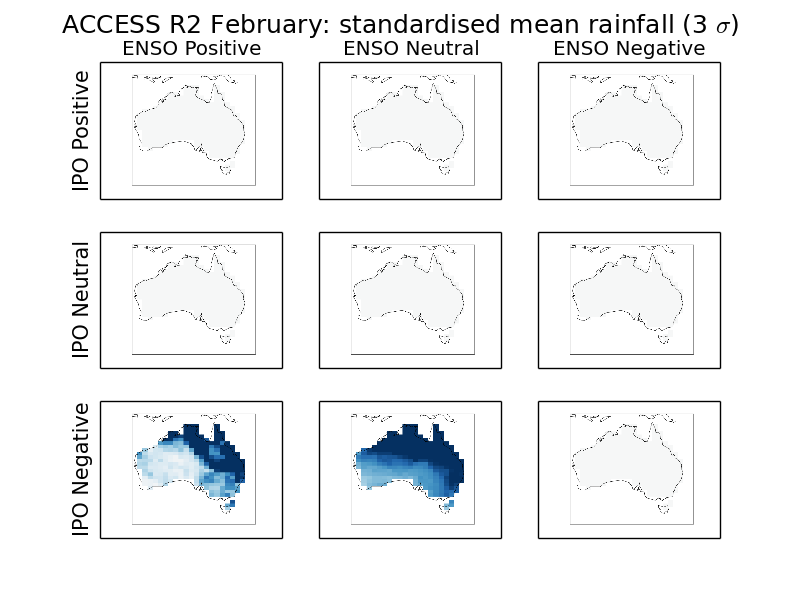 ACCESS R2 February: standardised mean rainfall (3 σ)
ENSO Positive
ENSO Neutral
ENSO Negative
IPO Positive
IPO Neutral
IPO Negative